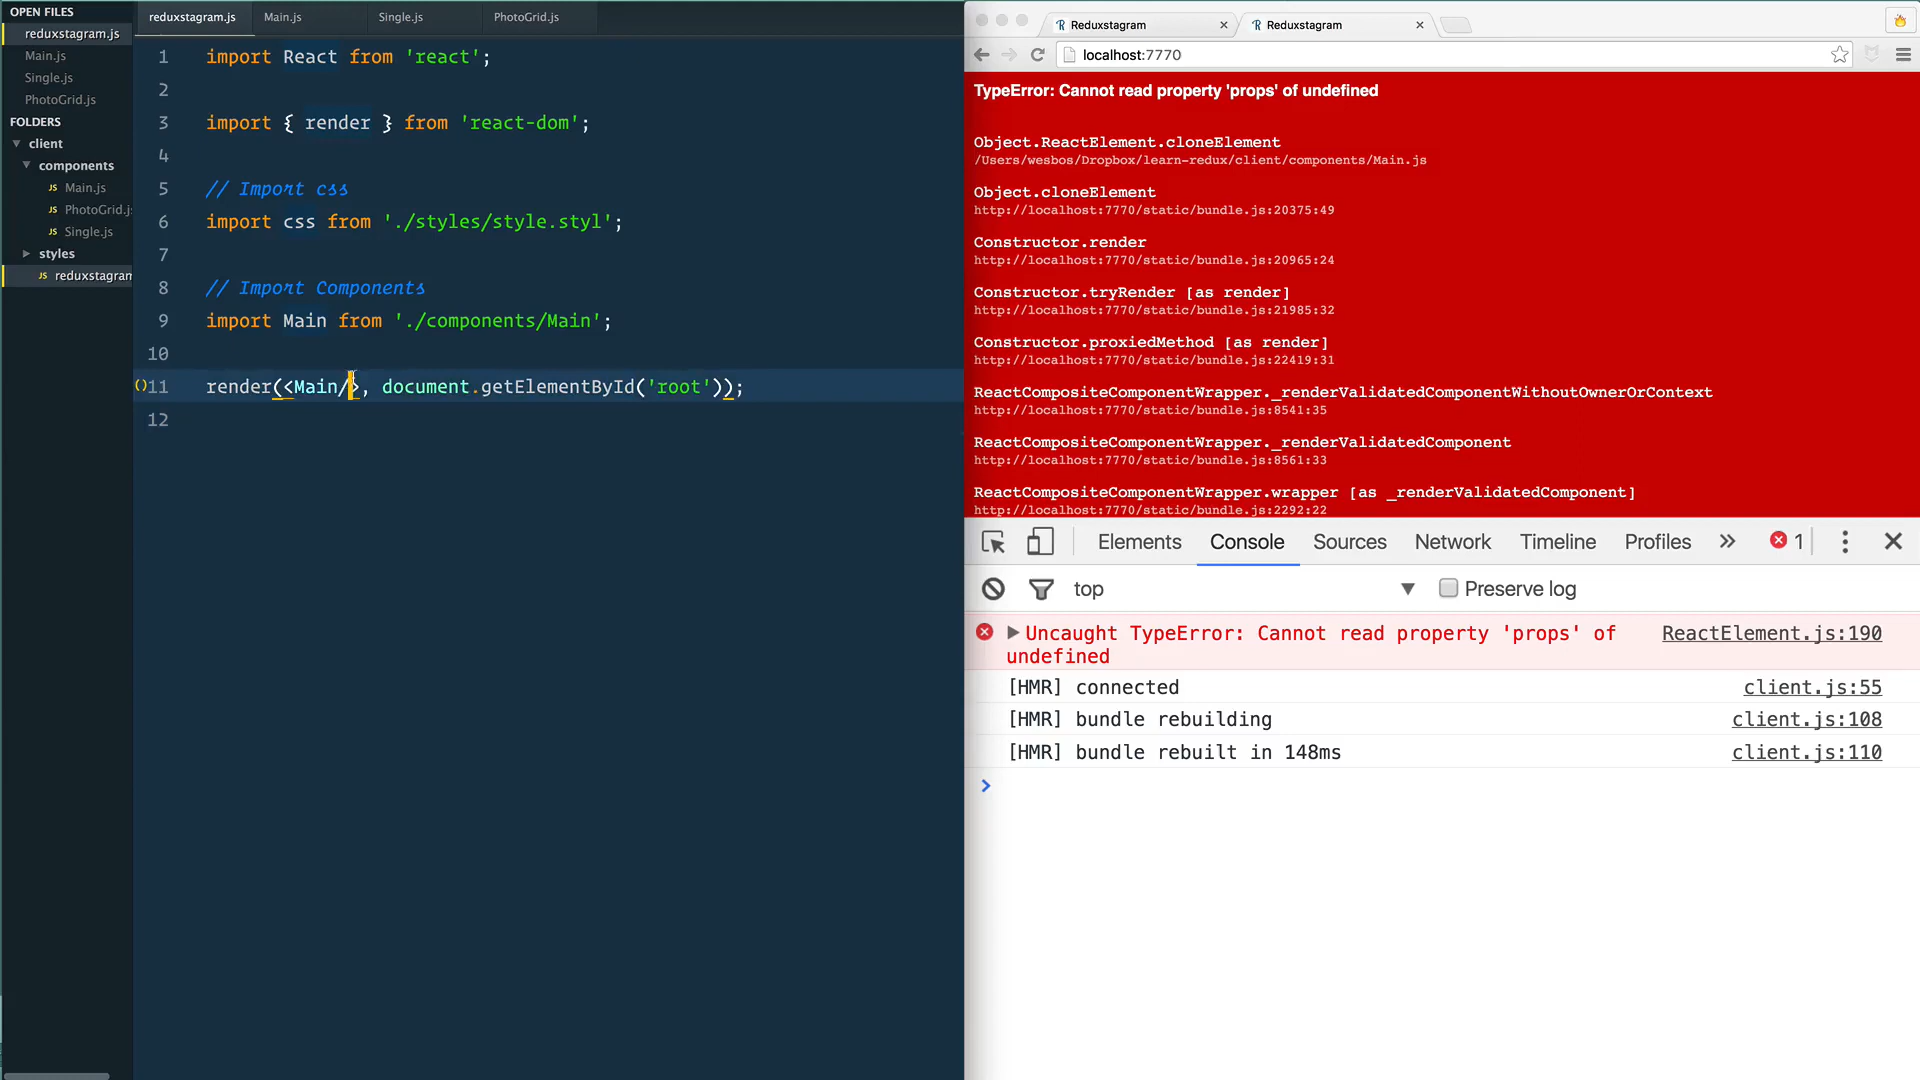 OPEN FILES
reduxstagram.js
Main.js
Single.js
PhotoGrid.js
FOLDERS
client
components
JS Main.js
JS PhotoGrid.j
JS Single.js
styles
JS reduxstagram
reduxstagram.js
Main.js
Single.js
PhotoGrid.js
1 import React from 'react';
2
3 import { render } from 'react-dom';
4
5 // Import css
6 import css from './styles/style.styl';
7
8 // Import Components
9 import Main from './components/Main';
10
()11 render(<Main/>, document.getElementById('root'));
12
Reduxstagram
Reduxstagram
localhost:7770
TypeError: Cannot read property 'props' of undefined
Object.ReactElement.cloneElement
/Users/wesbos/Dropbox/learn-redux/client/components/Main.js
Object.cloneElement
http://localhost:7770/static/bundle.js:20375:49
Constructor.render
http://localhost:7770/static/bundle.js:20965:24
Constructor.tryRender [as render]
http://localhost:7770/static/bundle.js:21985:32
Constructor.proxiedMethod [as render]
http://localhost:7770/static/bundle.js:22419:31
ReactCompositeComponentWrapper._renderValidatedComponentWithoutOwnerOrContext
http://localhost:7770/static/bundle.js:8541:35
ReactCompositeComponentWrapper._renderValidatedComponent
http://localhost:7770/static/bundle.js:8561:33
ReactCompositeComponentWrapper.wrapper [as _renderValidatedComponent]
http://localhost:7770/static/bundle.js:2292:22
Elements Console Sources Network Timeline Profiles » 1
top Preserve log
Uncaught TypeError: Cannot read property 'props' of ReactElement.js:190
undefined
[HMR] connected client.js:55
[HMR] bundle rebuilding client.js:108
[HMR] bundle rebuilt in 148ms client.js:110